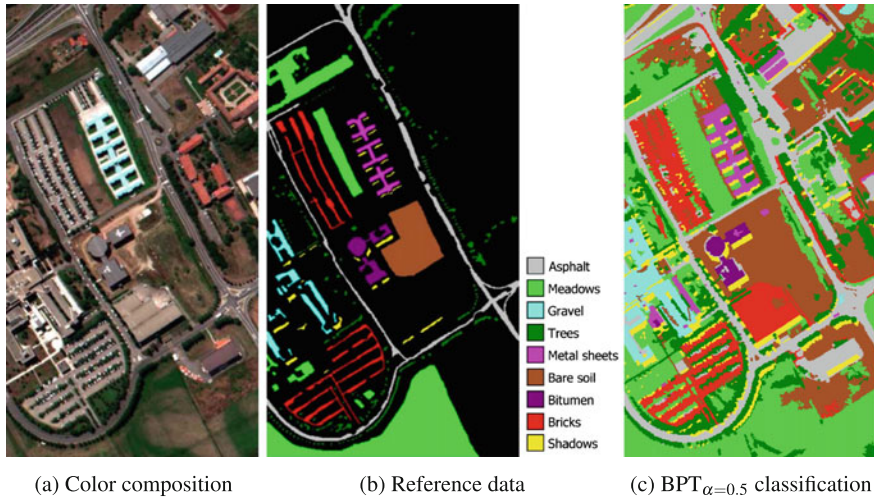 Asphalt
Meadows
Gravel
Trees
Metal sheets
Bare soil
Bitumen
Bricks
Shadows
(a) Color composition
(b) Reference data
(c) BPTα=0.5 classification